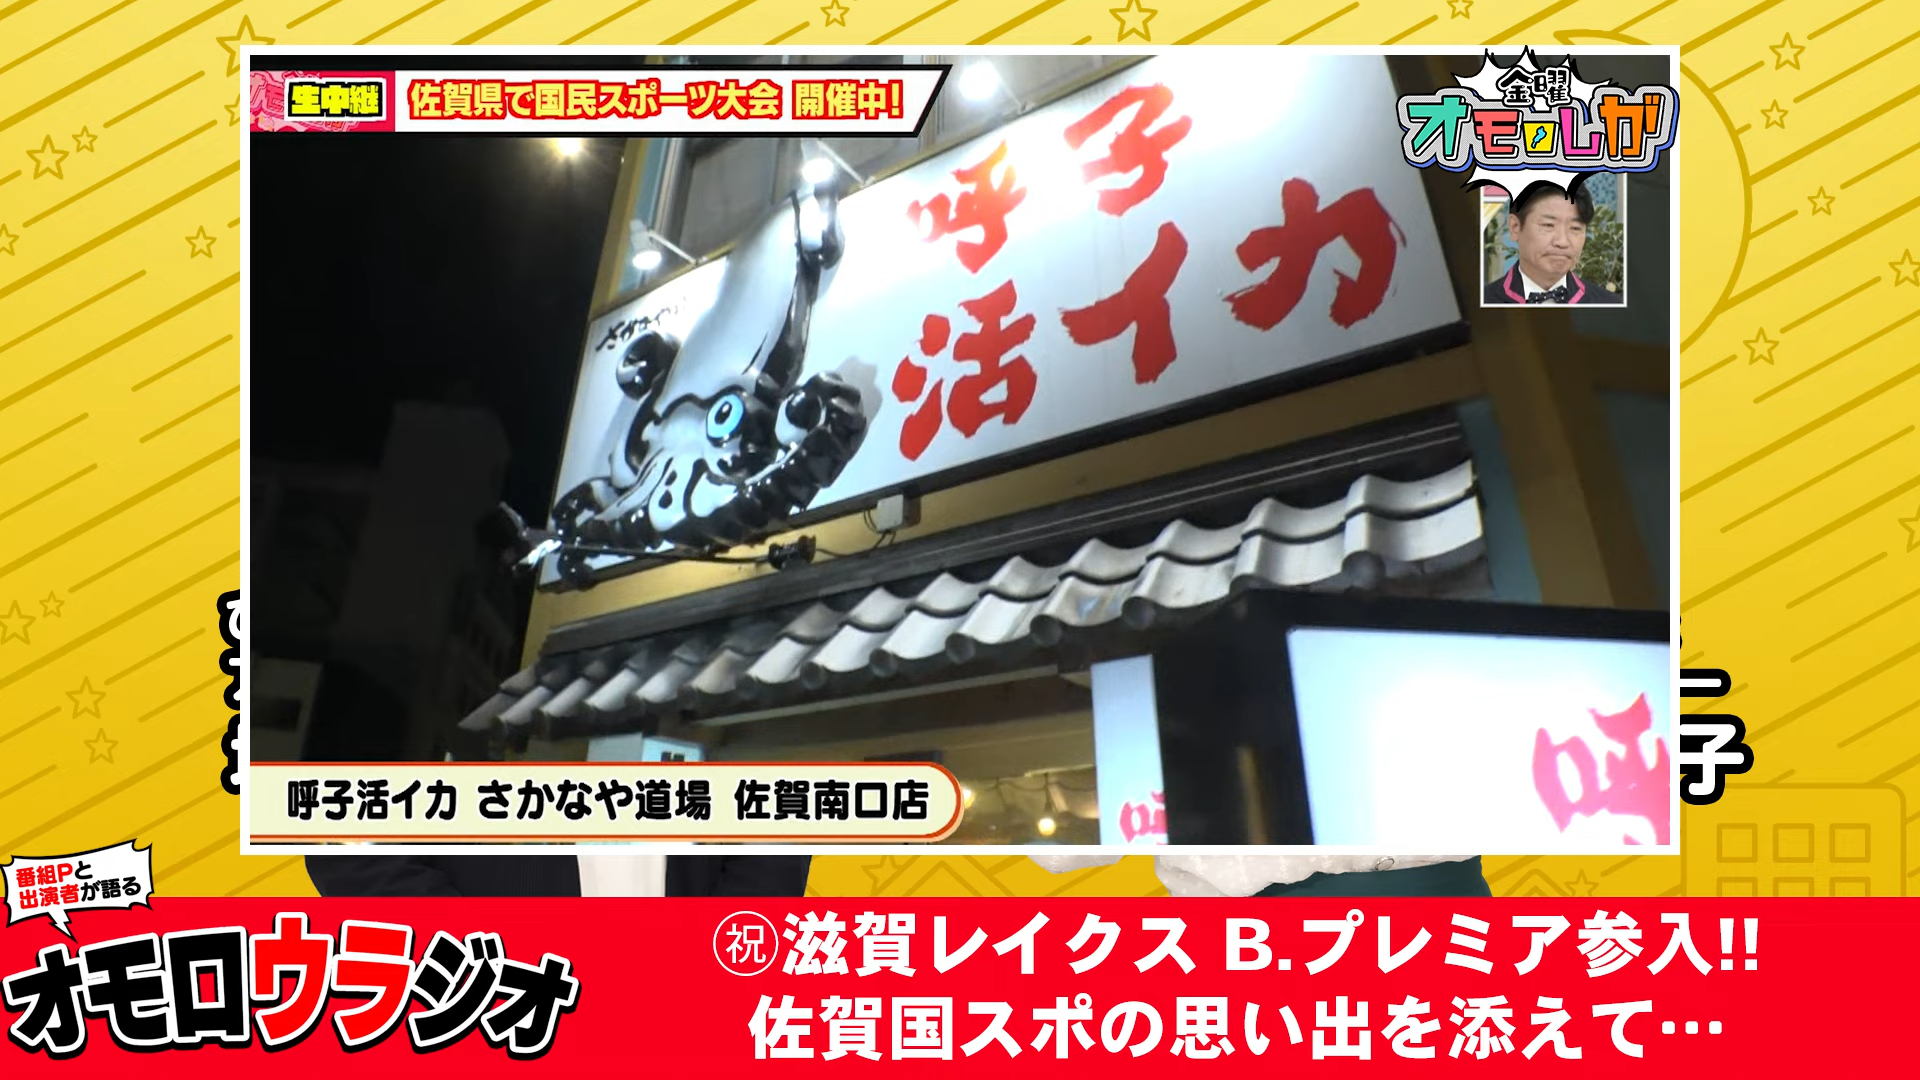 生中継 佐賀県で国民スポーツ大会 開催中!
金曜
オモロしが
呼子
活イカ
呼子活イカ さかなや道場 佐賀南口店
呼
呼
子
番組Pと
出演者が語る
オモロウラジオ
㊗滋賀レイクス B.プレミア参入!!
佐賀国スポの思い出を添えて…